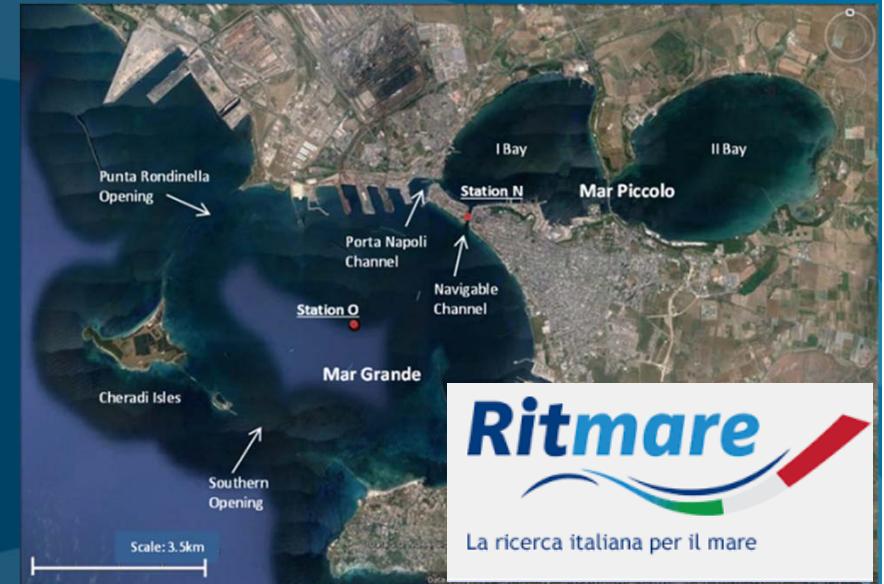 I Bay
II Bay
Punta Rondinella
Opening
Station N
Mar Piccolo
Porta Napoli
Channel
Navigable
Channel
Station O
Mar Grande
Cheradi Isles
Southern
Opening
Scale: 3.5km
Ritmare
La ricerca italiana per il mare